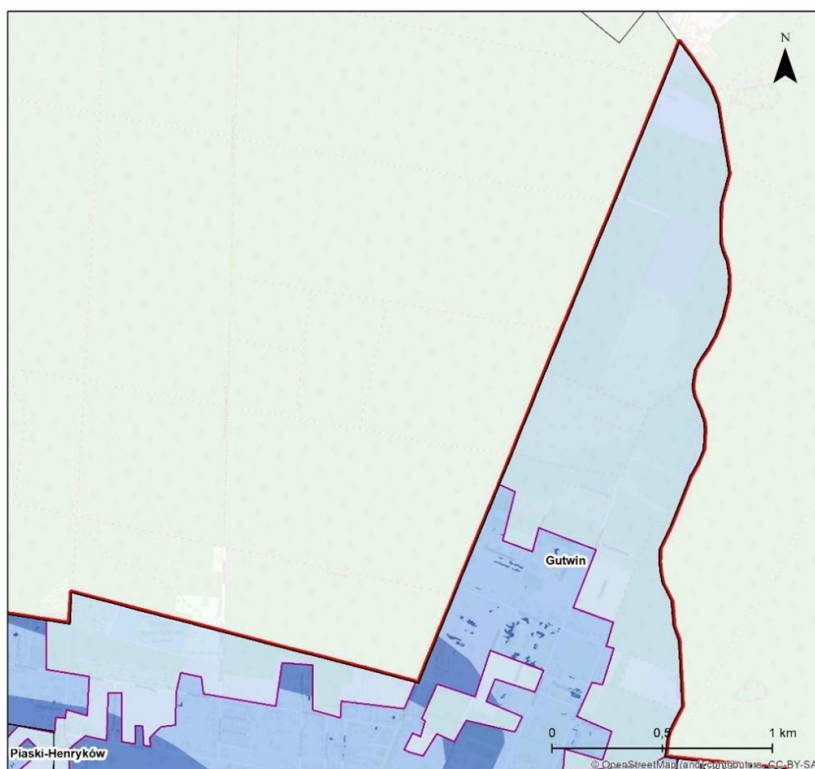 N
Gutwin
0 0,5 1 km
Piaski-Henryków
© OpenStreetMap (and) contributors, CC-BY-SA